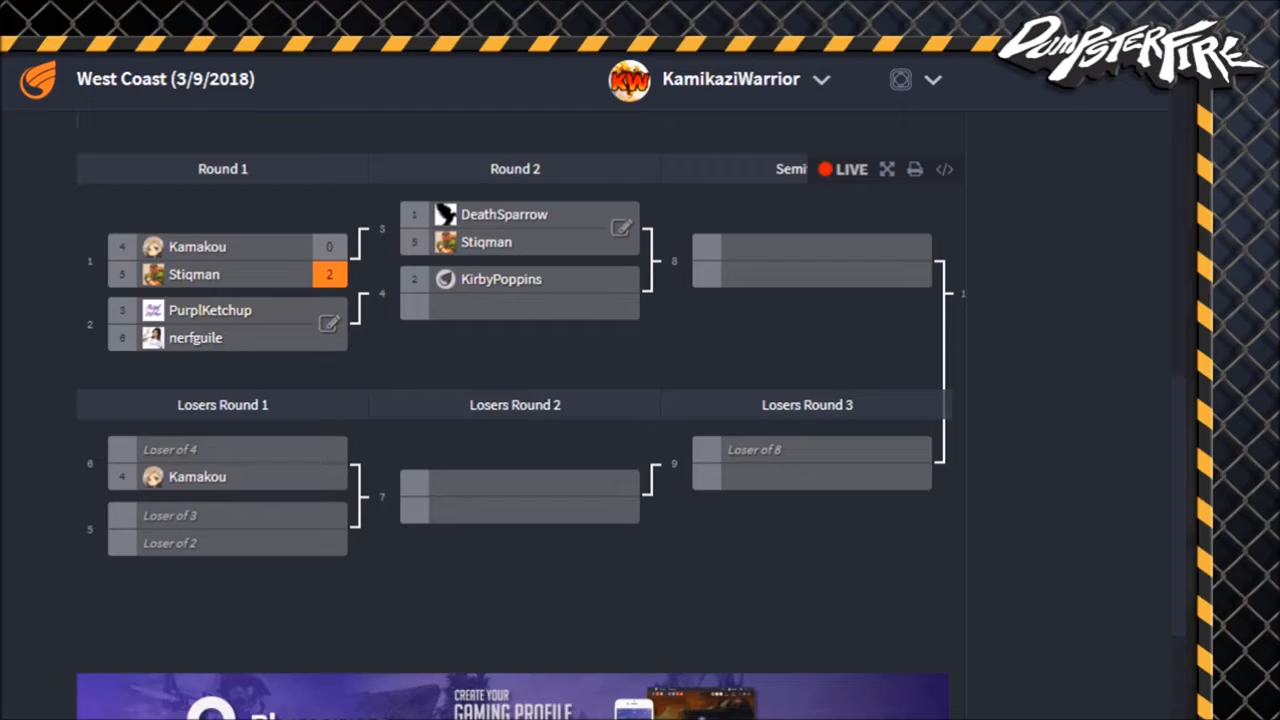 DUMPSTERFIRE
West Coast (3/9/2018)
KW
KamikaziWarrior
Round 1
Round 2
Semi
LIVE
1
4 Kamakou 0
5 Stiqman 2
2
3 PurplKetchup
6 nerfguile
3
1 DeathSparrow
5 Stiqman
4
2 KirbyPoppins
8
1
Losers Round 1
Losers Round 2
Losers Round 3
6
Loser of 4
4 Kamakou
5
Loser of 3
Loser of 2
7
9
Loser of 8
CREATE YOUR
GAMING PROFILE